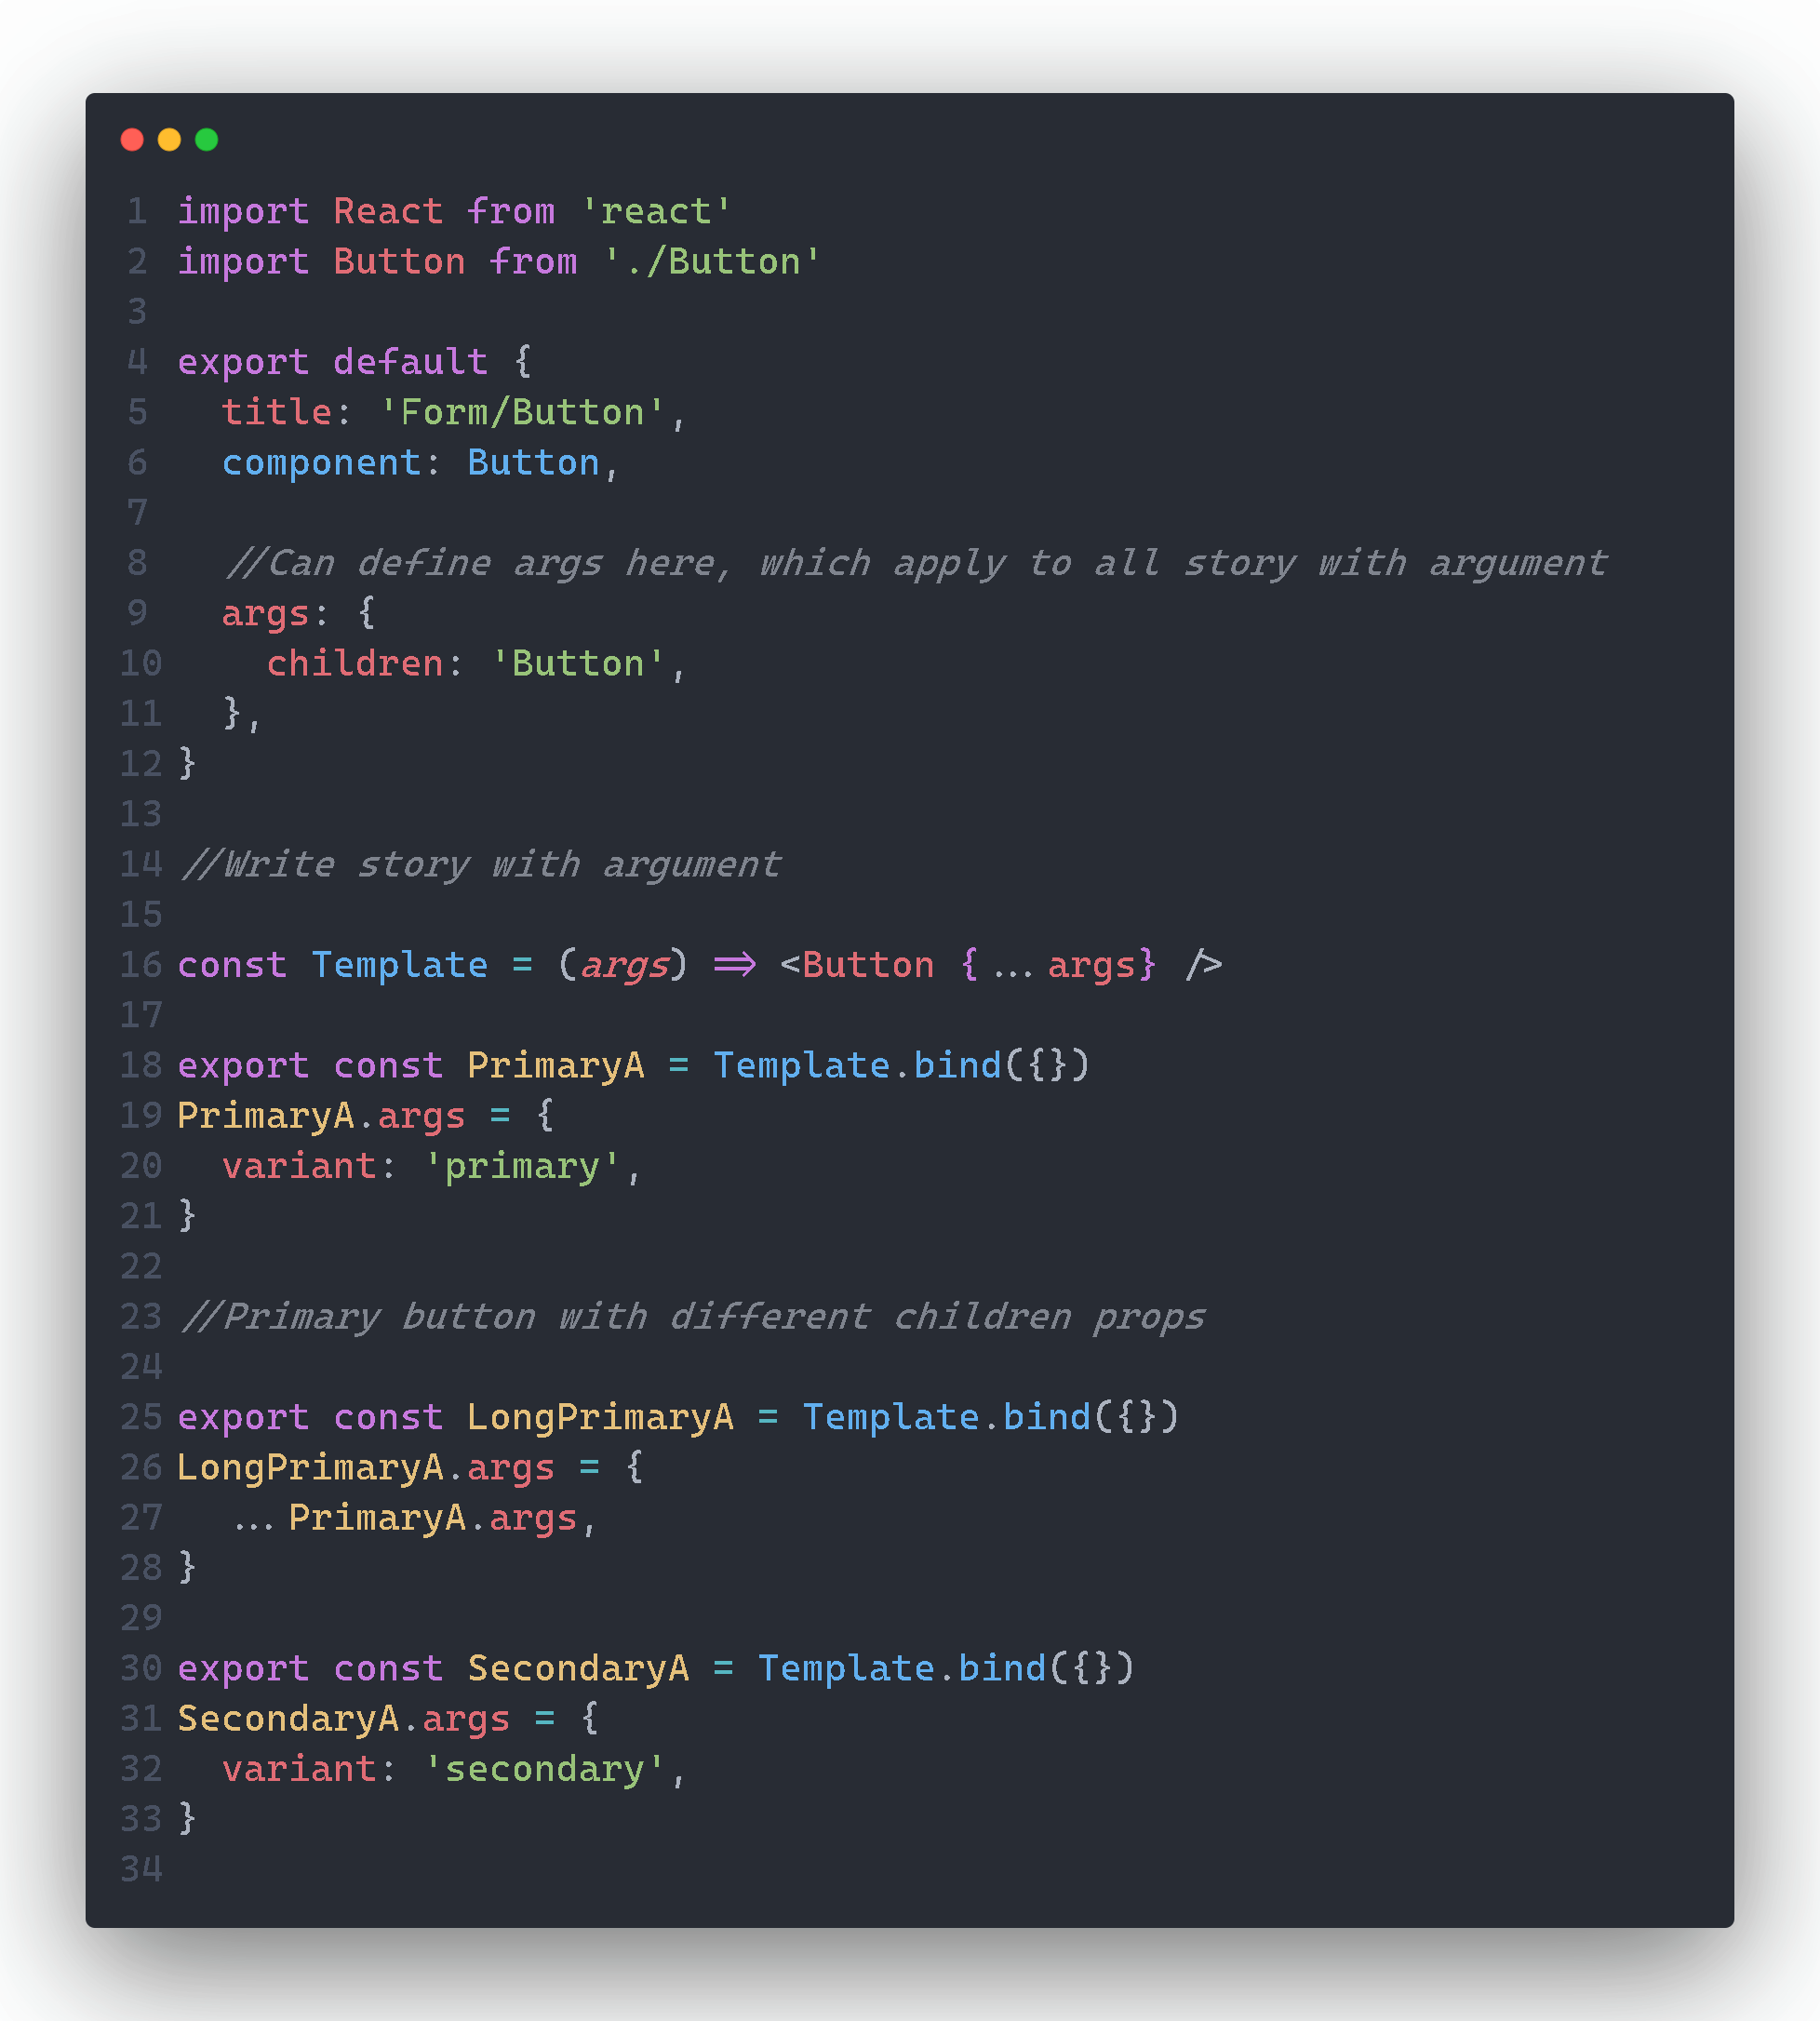 1 import React from 'react'
2 import Button from './Button'
3
4 export default {
5   title: 'Form/Button',
6   component: Button,
7
8   //Can define args here, which apply to all story with argument
9   args: {
10     children: 'Button',
11   },
12 }
13
14 //Write story with argument
15
16 const Template = (args) => <Button {...args} />
17
18 export const PrimaryA = Template.bind({})
19 PrimaryA.args = {
20   variant: 'primary',
21 }
22
23 //Primary button with different children props
24
25 export const LongPrimaryA = Template.bind({})
26 LongPrimaryA.args = {
27   ...PrimaryA.args,
28 }
29
30 export const SecondaryA = Template.bind({})
31 SecondaryA.args = {
32   variant: 'secondary',
33 }
34